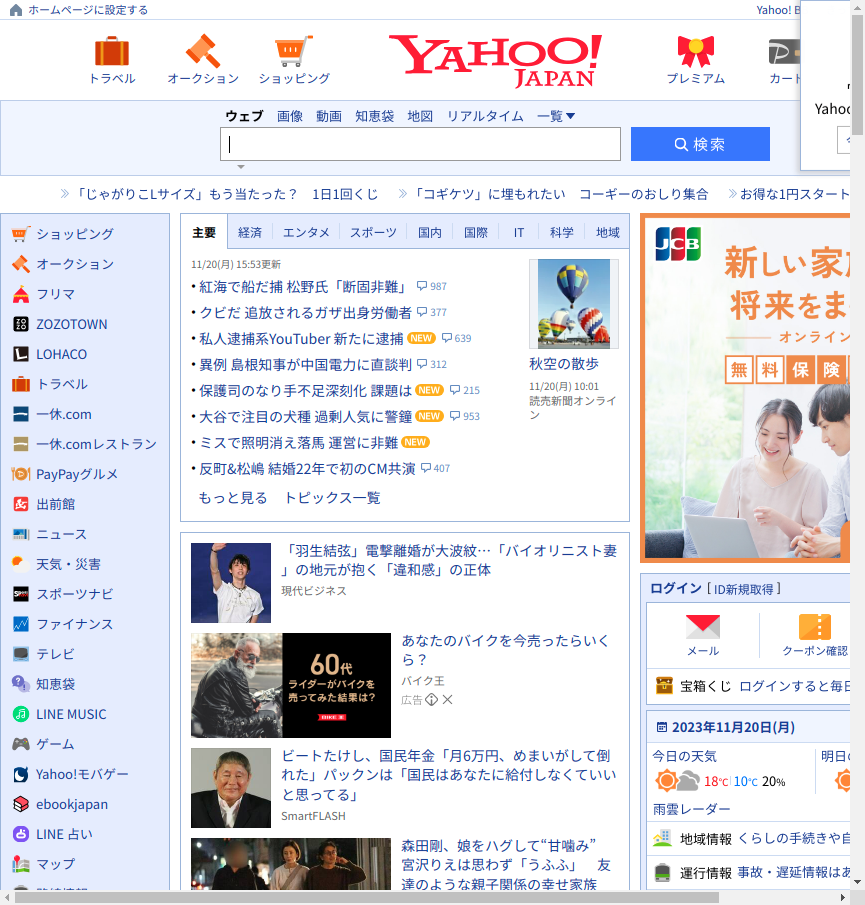 ホームページに設定する
Yahoo! B
トラベル
オークション
ショッピング
YAHOO!
JAPAN
プレミアム
カード
Yahoo
ウェブ 画像 動画 知恵袋 地図 リアルタイム 一覧
検索
「じゃがりこLサイズ」もう当たった？ 1日1回くじ
「コギケツ」に埋もれたい コーギーのおしり集合
お得な1円スタート
ショッピング
オークション
フリマ
ZOZOTOWN
LOHACO
トラベル
一休.com
一休.comレストラン
PayPayグルメ
出前館
ニュース
天気・災害
スポーツナビ
ファイナンス
テレビ
知恵袋
LINE MUSIC
ゲーム
Yahoo!モバゲー
ebookjapan
LINE 占い
マップ
主要 経済 エンタメ スポーツ 国内 国際 IT 科学 地域
11/20(月) 15:53更新
・紅海で船だ捕 松野氏「断固非難」 987
・クビだ 追放されるガザ出身労働者 377
・私人逮捕系YouTuber 新たに逮捕 NEW 639
・異例 島根知事が中国電力に直談判 312
・保護司のなり手不足深刻化 課題は NEW 215
・大谷で注目の犬種 過剰人気に警鐘 NEW 953
・ミスで照明消え落馬 運営に非難 NEW
・反町&松嶋 結婚22年で初のCM共演 407
もっと見る トピックス一覧
秋空の散歩
11/20(月) 10:01
読売新聞オンライ
ン
「羽生結弦」電撃離婚が大波紋…「バイオリニスト妻
」の地元が抱く「違和感」の正体
現代ビジネス
60代
ライダーがバイクを
売ってみた結果は?
あなたのバイクを今売ったらいく
ら？
バイク王
広告
ビートたけし、国民年金「月6万円、めまいがして倒
れた」パックンは「国民はあなたに給付しなくていい
と思ってる」
SmartFLASH
森田剛、娘をハグして“甘噛み”
宮沢りえは思わず「うふふ」 友
達のような親子関係の幸せ家族
JCB
新しい家族
将来をま
オンライン
無料保険
ログイン [ ID新規取得 ]
メール
クーポン確認
宝箱くじ ログインすると毎日
2023年11月20日(月)
今日の天気
明日の
18℃ 10℃ 20%
雨雲レーダー
地域情報 くらしの手続きや自
運行情報 事故・遅延情報はあ